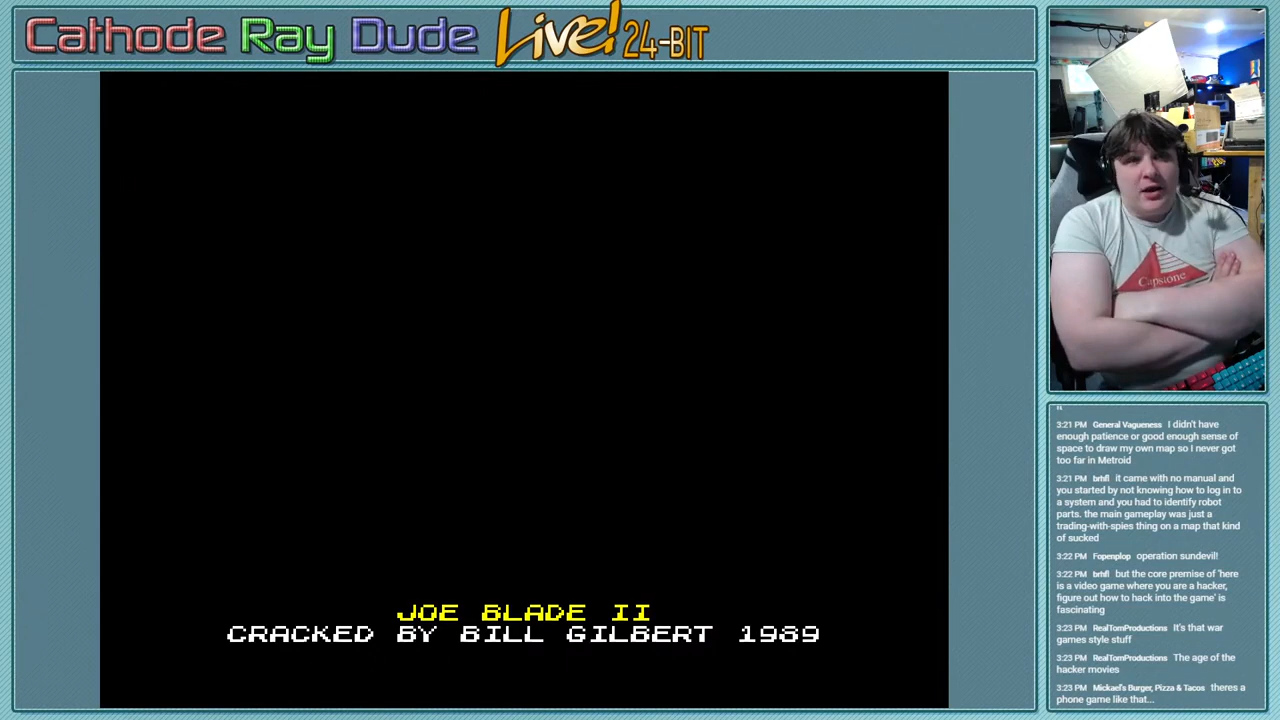 Cathode Ray Dude Live! 24-BIT
JOE BLADE II
CRACKED BY BILL GILBERT 1989
Capstone
"
3:21 PM General Vagueness I didn't have
enough patience or good enough sense of
space to draw my own map so I never got
too far in Metroid
3:21 PM brhfl it came with no manual and
you started by not knowing how to log in to
a system and you had to identify robot
parts. the main gameplay was just a
trading-with-spies thing on a map that kind
of sucked
3:22 PM Fopenplop operation sundevil!
3:22 PM brhfl but the core premise of 'here
is a video game where you are a hacker,
figure out how to hack into the game' is
fascinating
3:23 PM RealTomProductions It's that war
games style stuff
3:23 PM RealTomProductions The age of the
hacker movies
3:23 PM Mickael's Burger, Pizza & Tacos theres a
phone game like that...